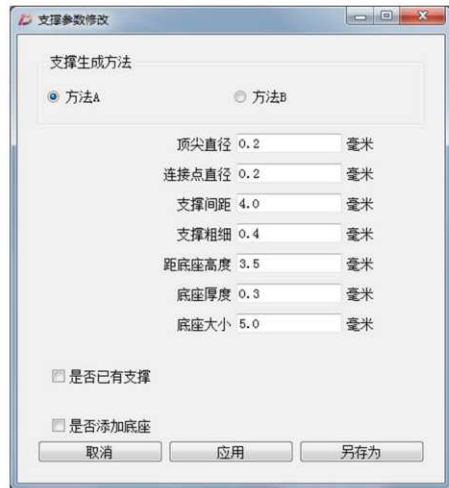 支撑参数修改
支撑生成方法
方法A 方法B
顶尖直径 0.2 毫米
连接点直径 0.2 毫米
支撑间距 4.0 毫米
支撑粗细 0.4 毫米
距底座高度 3.5 毫米
底座厚度 0.3 毫米
底座大小 5.0 毫米
是否已有支撑
是否添加底座
取消 应用 另存为